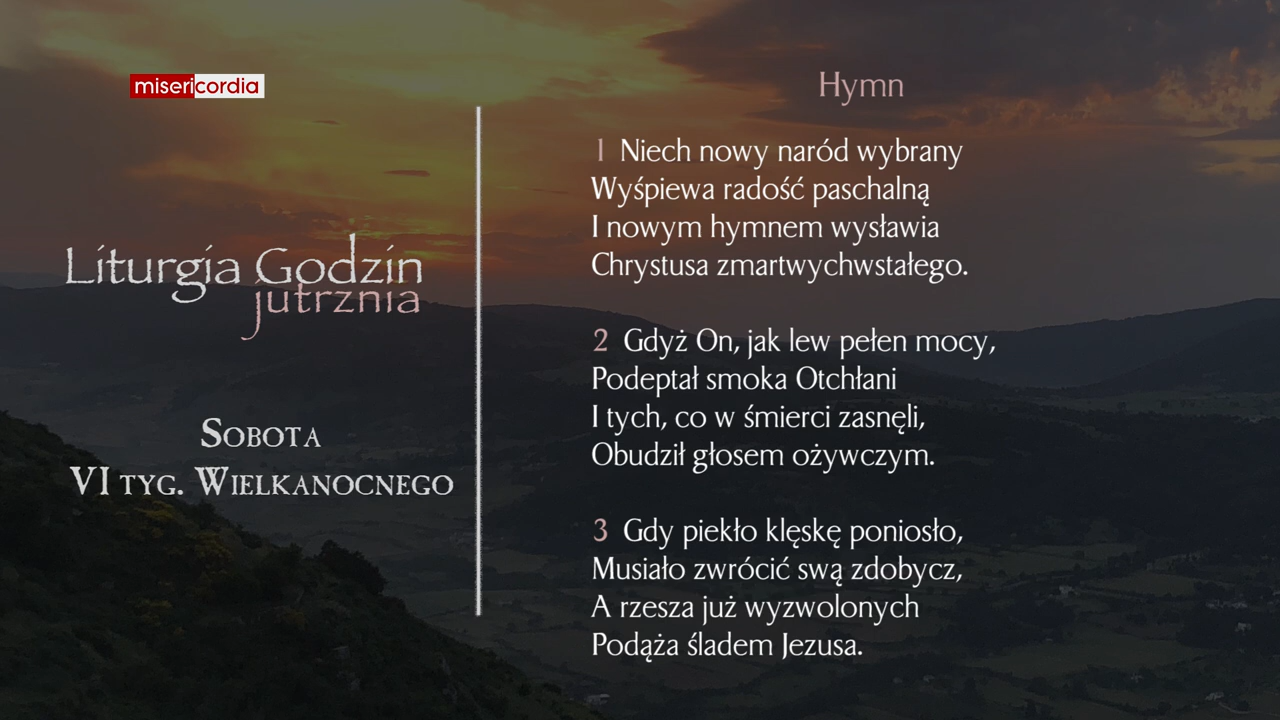 misericordia
Liturgia Godzin
jutrznia
Sobota
VI tyg. Wielkanocnego
Hymn
1 Niech nowy naród wybrany
Wyśpiewa radość paschalną
I nowym hymnem wysławia
Chrystusa zmartwychwstałego.
2 Gdyż On, jak lew pełen mocy,
Podeptał smoka Otchłani
I tych, co w śmierci zasnęli,
Obudził głosem ożywczym.
3 Gdy piekło klęskę poniosło,
Musiało zwrócić swą zdobycz,
A rzesza już wyzwolonych
Podąża śladem Jezusa.